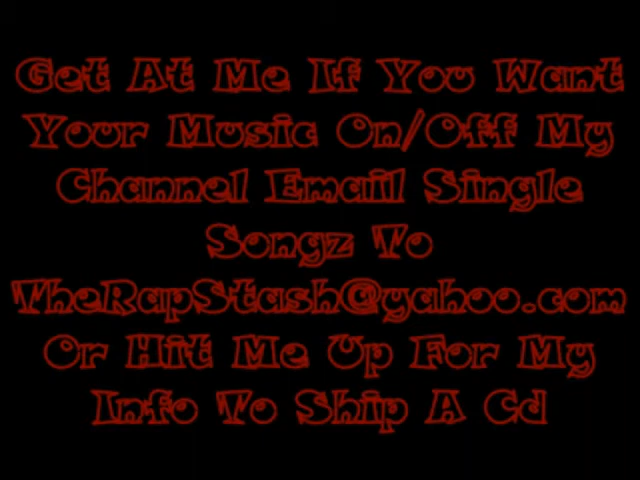 Get At Me If You Want
Your Music On/Off My
Channel Email Single
Songz To
TheRapStash@yahoo.com
Or Hit Me Up For My
Info To Ship A Cd